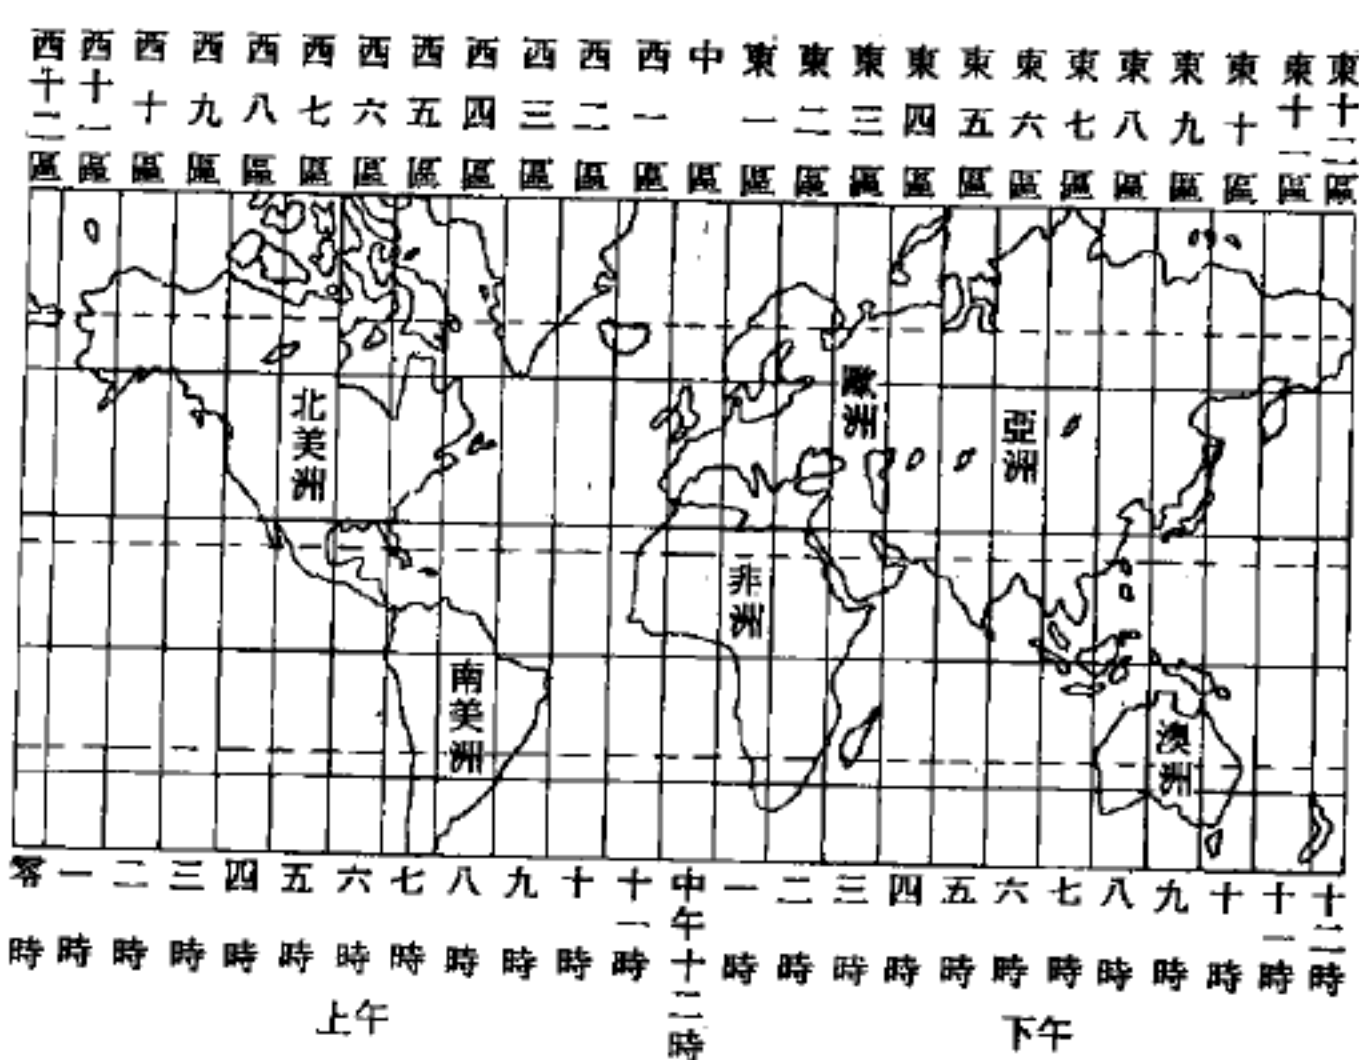 西十二區
西十一區
西十區
西九區
西八區
西七區
西六區
西五區
西四區
西三區
西二區
西一區
中區
東一區
東二區
東三區
東四區
東五區
東六區
東七區
東八區
東九區
東十區
東十一區
東十二區
北美洲
南美洲
歐洲
非洲
亞洲
澳洲
零時
一時
二時
三時
四時
五時
六時
七時
八時
九時
十時
十一時
中午十二時
一時
二時
三時
四時
五時
六時
七時
八時
九時
十時
十一時
十二時
上午
下午